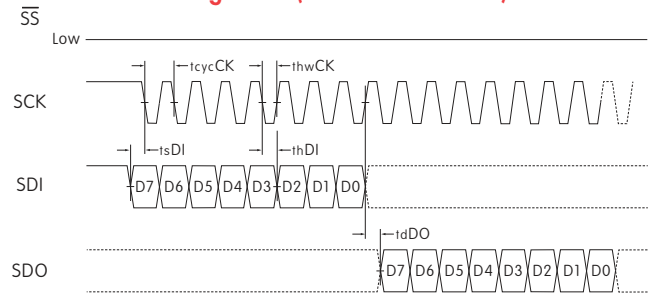 SS
Low
tcycCK
thwCK
SCK
tsDI
thDI
SDI
D7 D6 D5 D4 D3 D2 D1 D0
tdDO
SDO
D7 D6 D5 D4 D3 D2 D1 D0